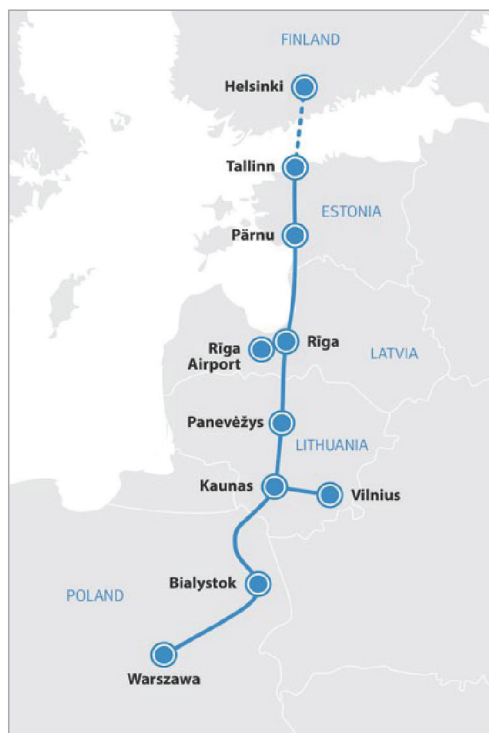 FINLAND
Helsinki
Tallinn
ESTONIA
Pärnu
Rīga
Rīga
Airport
LATVIA
Panevėžys
LITHUANIA
Kaunas
Vilnius
Bialystok
POLAND
Warszawa